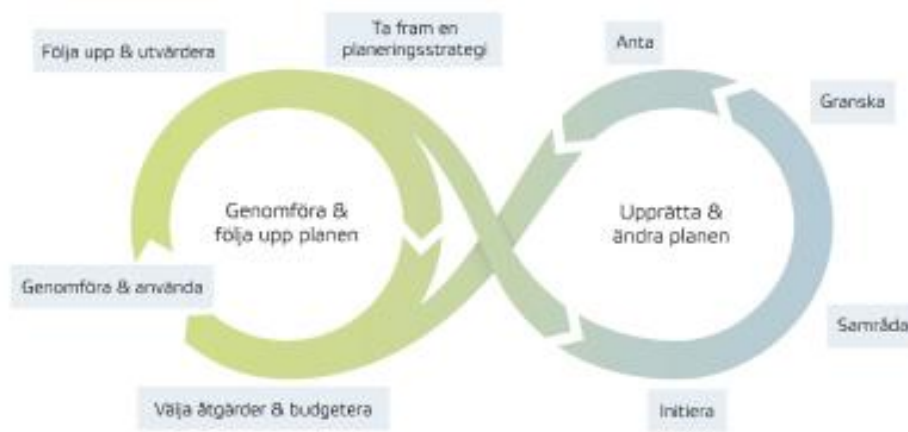 Följa upp & utvärdera
Ta fram en
planeringsstrategi
Anta
Granska
Genomföra &
följa upp planen
Upprätta &
ändra planen
Genomföra & använda
Samråda
Välja åtgärder & budgetera
Initiera